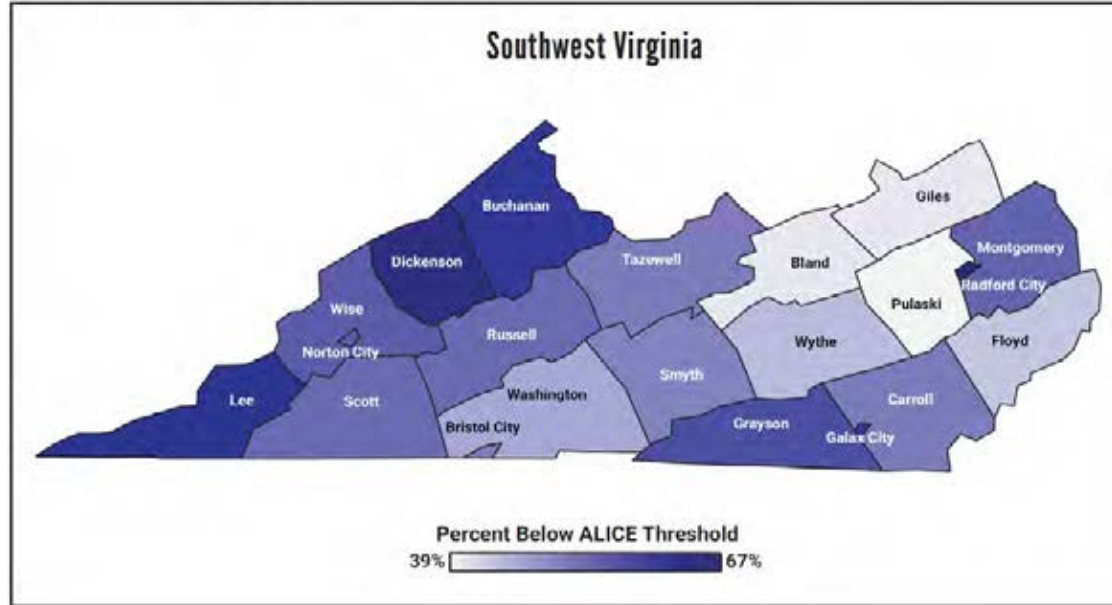 Southwest Virginia
Giles
Buchanan
Montgomery
Dickenson
Tazewell
Bland
Radford City
Pulaski
Wise
Russell
Wythe
Floyd
Norton City
Smyth
Washington
Lee
Scott
Carroll
Bristol City
Grayson
Galax City
Percent Below ALICE Threshold
39% 67%